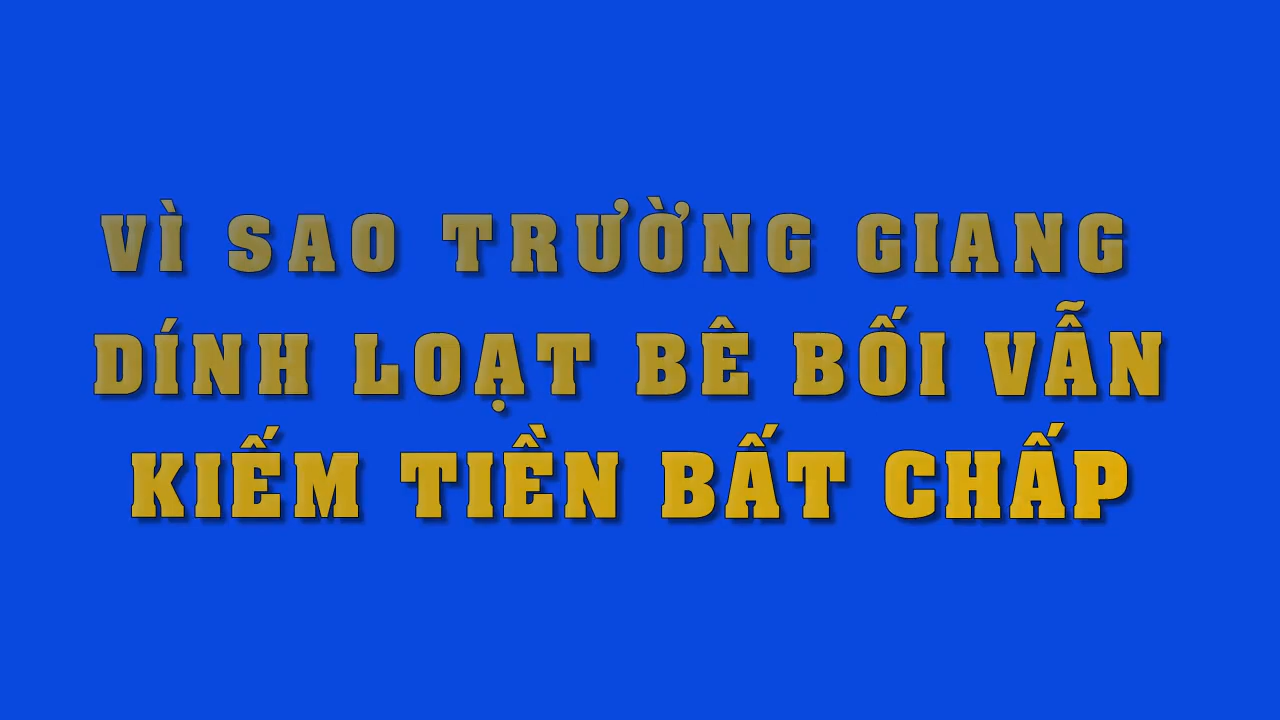 VÌ SAO TRƯỜNG GIANG
DÍNH LOẠT BÊ BỐI VẪN
KIẾM TIỀN BẤT CHẤP